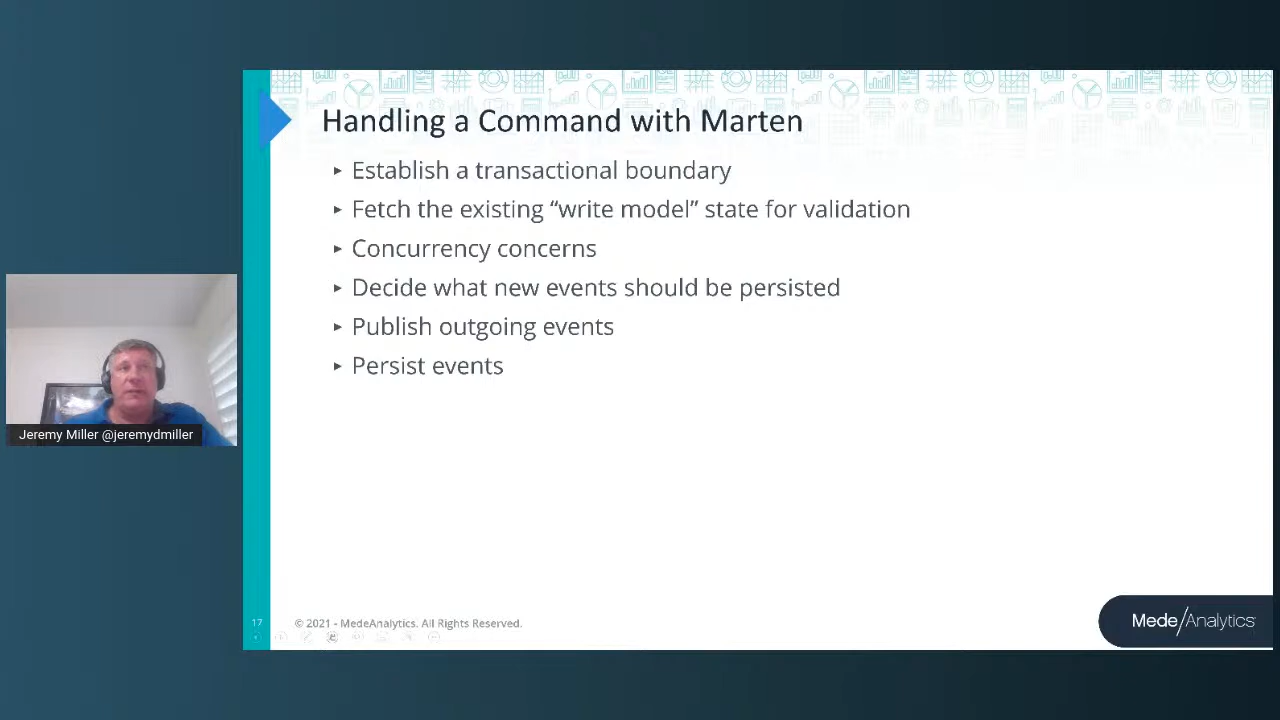 Handling a Command with Marten
▸ Establish a transactional boundary
▸ Fetch the existing “write model” state for validation
▸ Concurrency concerns
▸ Decide what new events should be persisted
▸ Publish outgoing events
▸ Persist events
Jeremy Miller @jeremydmiller
17
© 2021 - MedeAnalytics. All Rights Reserved.
Mede/Analytics